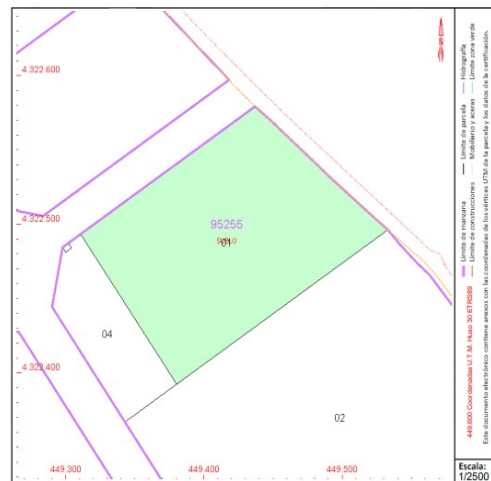 4.322.600
4.322.500
4.322.400
95255
SUELO
01
04
02
449.300
449.400
449.500
449.600 Coordenadas U.T.M. Huso 30 ETRS89
Límite de manzana
Límite de parcela
Hidrografía
Límite de construcciones
Mobiliario y aceras
Límite zona verde
Este documento electrónico contiene anexos con las coordenadas de los vértices UTM de la parcela y los datos de la certificación.
Escala:
1/2500